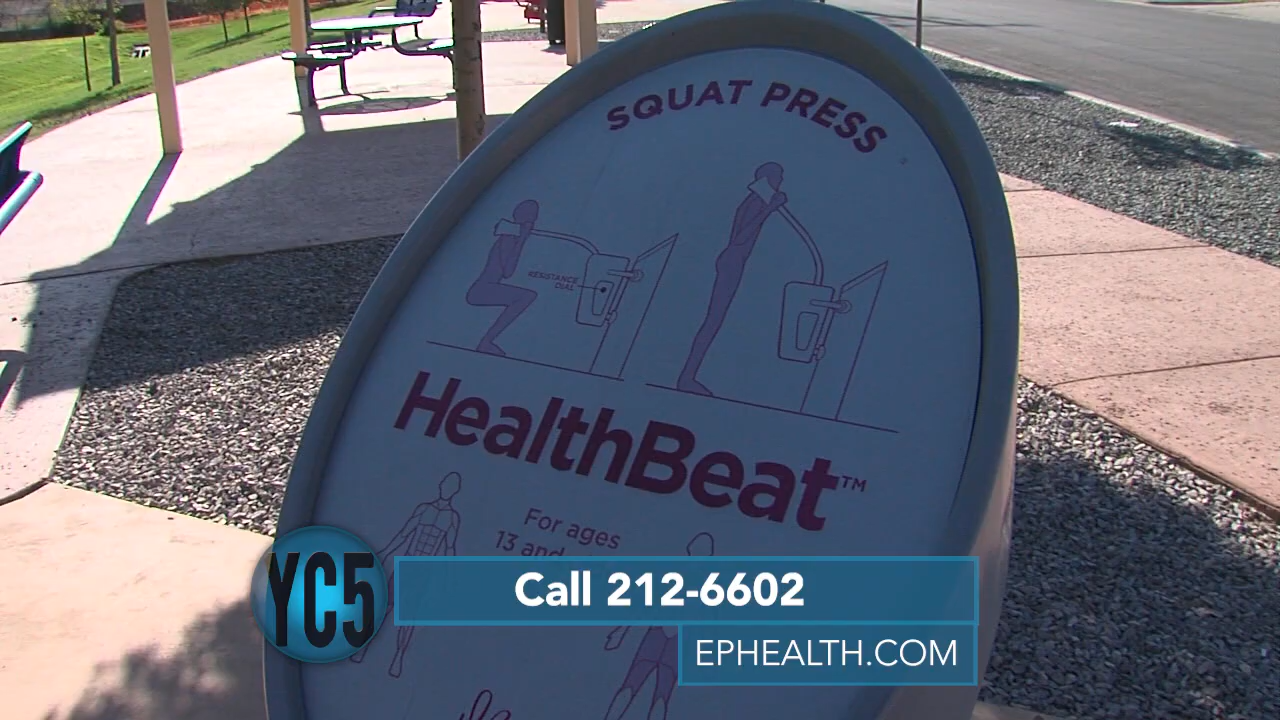 SQUAT PRESS
RESISTANCE
DIAL
HealthBeat™
For ages
13 and
YC5
Call 212-6602
EPHEALTH.COM